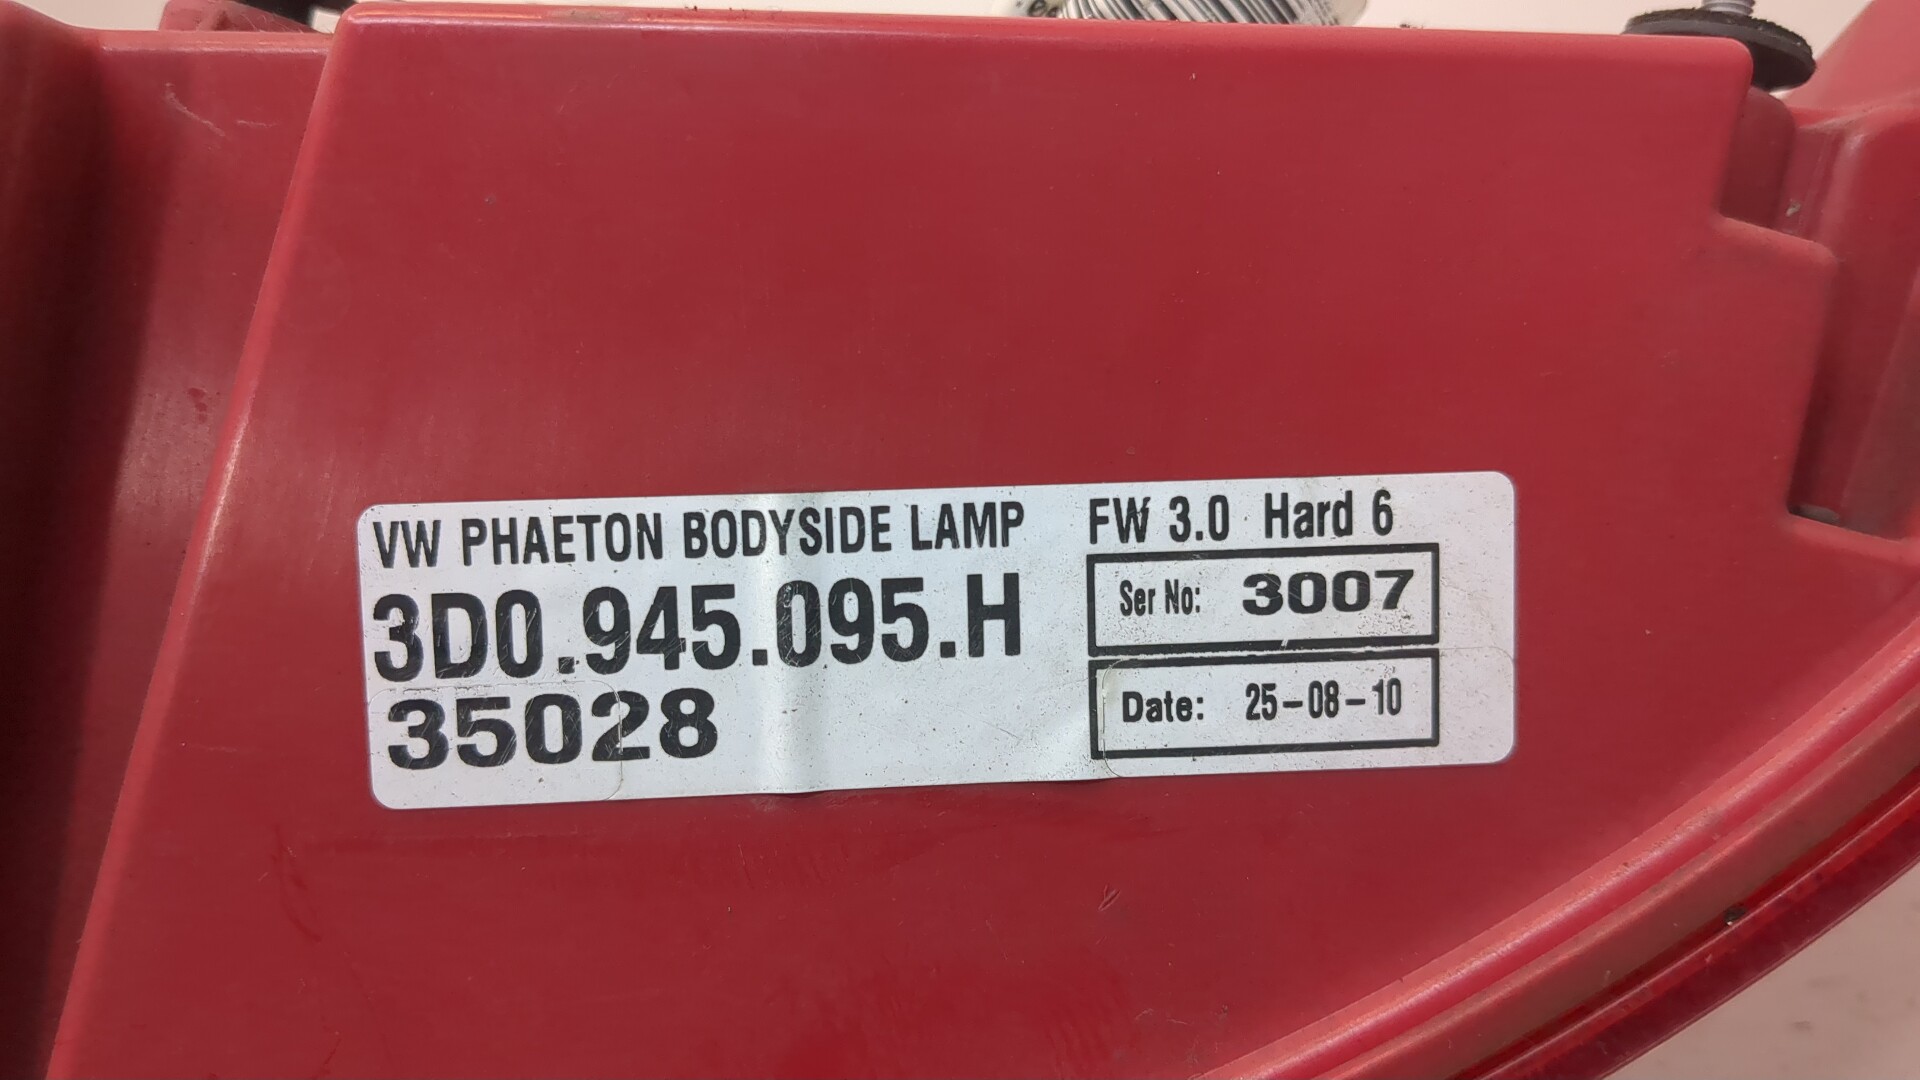 VW PHAETON BODYSIDE LAMP
3D0.945.095.H
35028
FW 3.0 Hard 6
Ser No: 3007
Date: 25-08-10